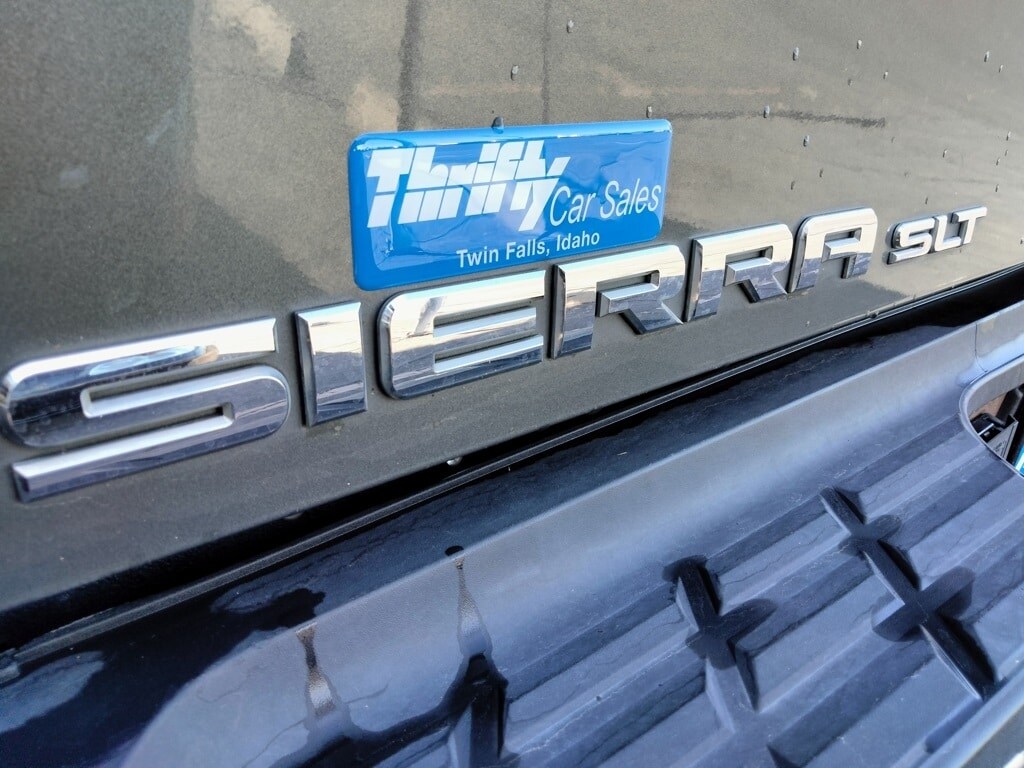 Thrifty Car Sales
Twin Falls, Idaho
SIERRA SLT